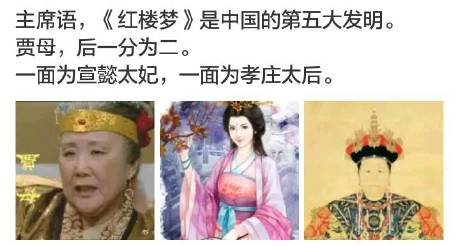 主席语，《红楼梦》是中国的第五大发明。
贾母，后一分为二。
一面为宣懿太妃，一面为孝庄太后。